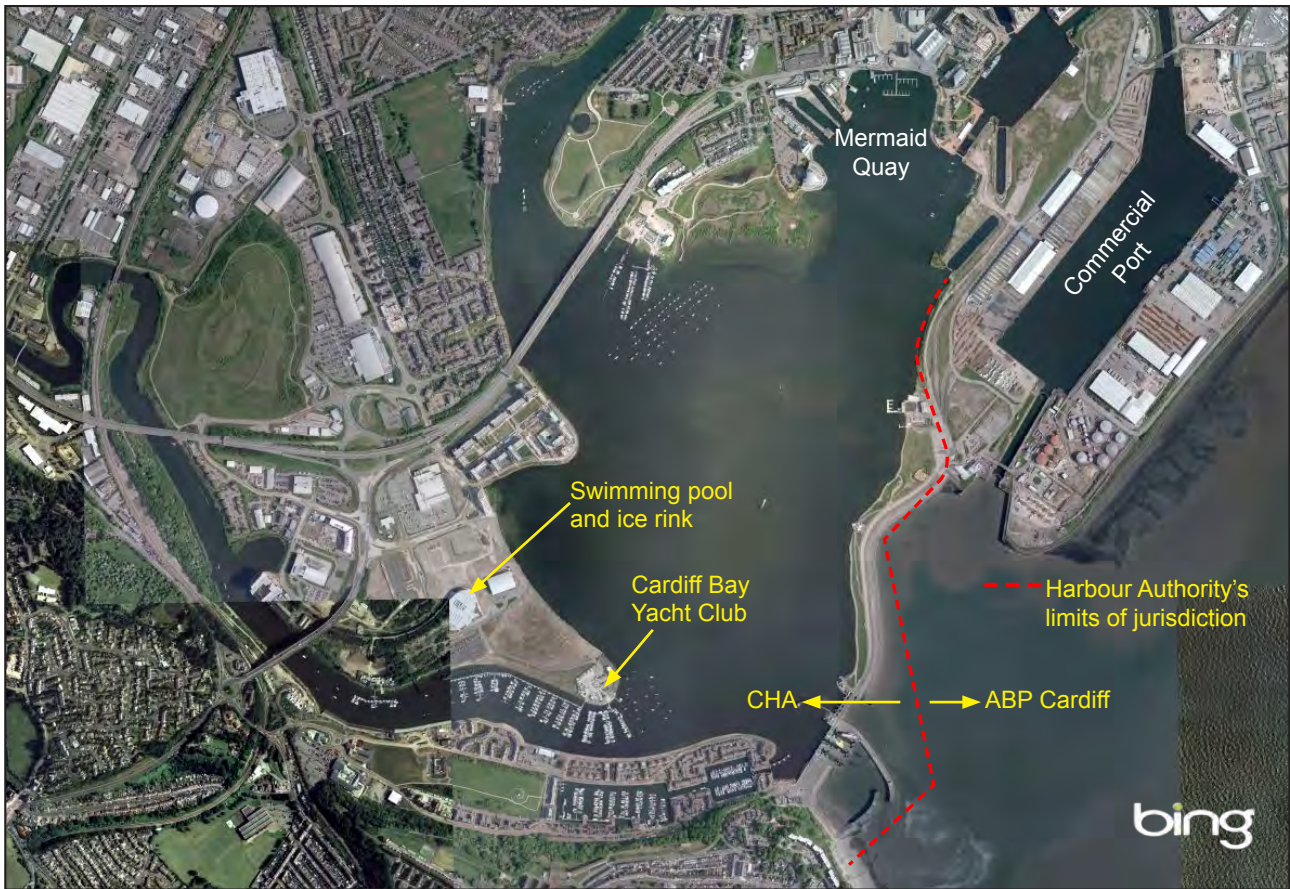 Mermaid
Quay
Commercial
Port
E
Swimming pool
and ice rink
Cardiff Bay
Yacht Club
Harbour Authority's
limits of jurisdiction
CHA
ABP Cardiff
bing